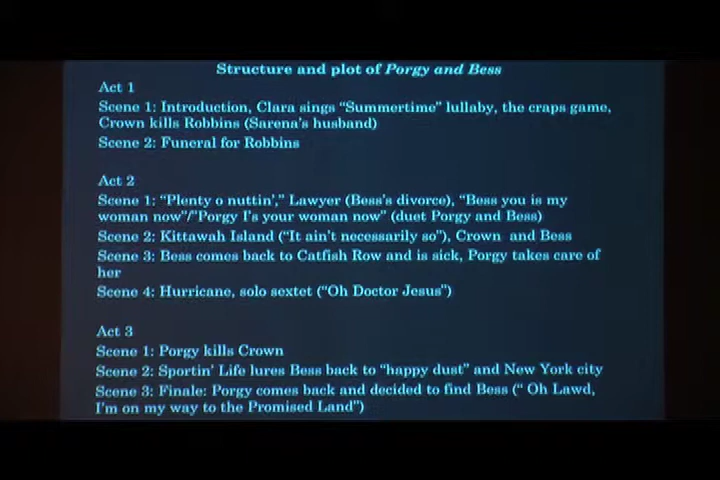 Structure and plot of Porgy and Bess
Act 1
Scene 1: Introduction, Clara sings “Summertime” lullaby, the craps game,
Crown kills Robbins (Sarena's husband)
Scene 2: Funeral for Robbins
Act 2
Scene 1: “Plenty o nuttin',” Lawyer (Bess's divorce), “Bess you is my
woman now”/"Porgy I's your woman now” (duet Porgy and Bess)
Scene 2: Kittawah Island (“It ain't necessarily so”), Crown and Bess
Scene 3: Bess comes back to Catfish Row and is sick, Porgy takes care of
her
Scene 4: Hurricane, solo sextet (“Oh Doctor Jesus”)
Act 3
Scene 1: Porgy kills Crown
Scene 2: Sportin' Life lures Bess back to “happy dust” and New York city
Scene 3: Finale: Porgy comes back and decided to find Bess (“ Oh Lawd,
I'm on my way to the Promised Land”)